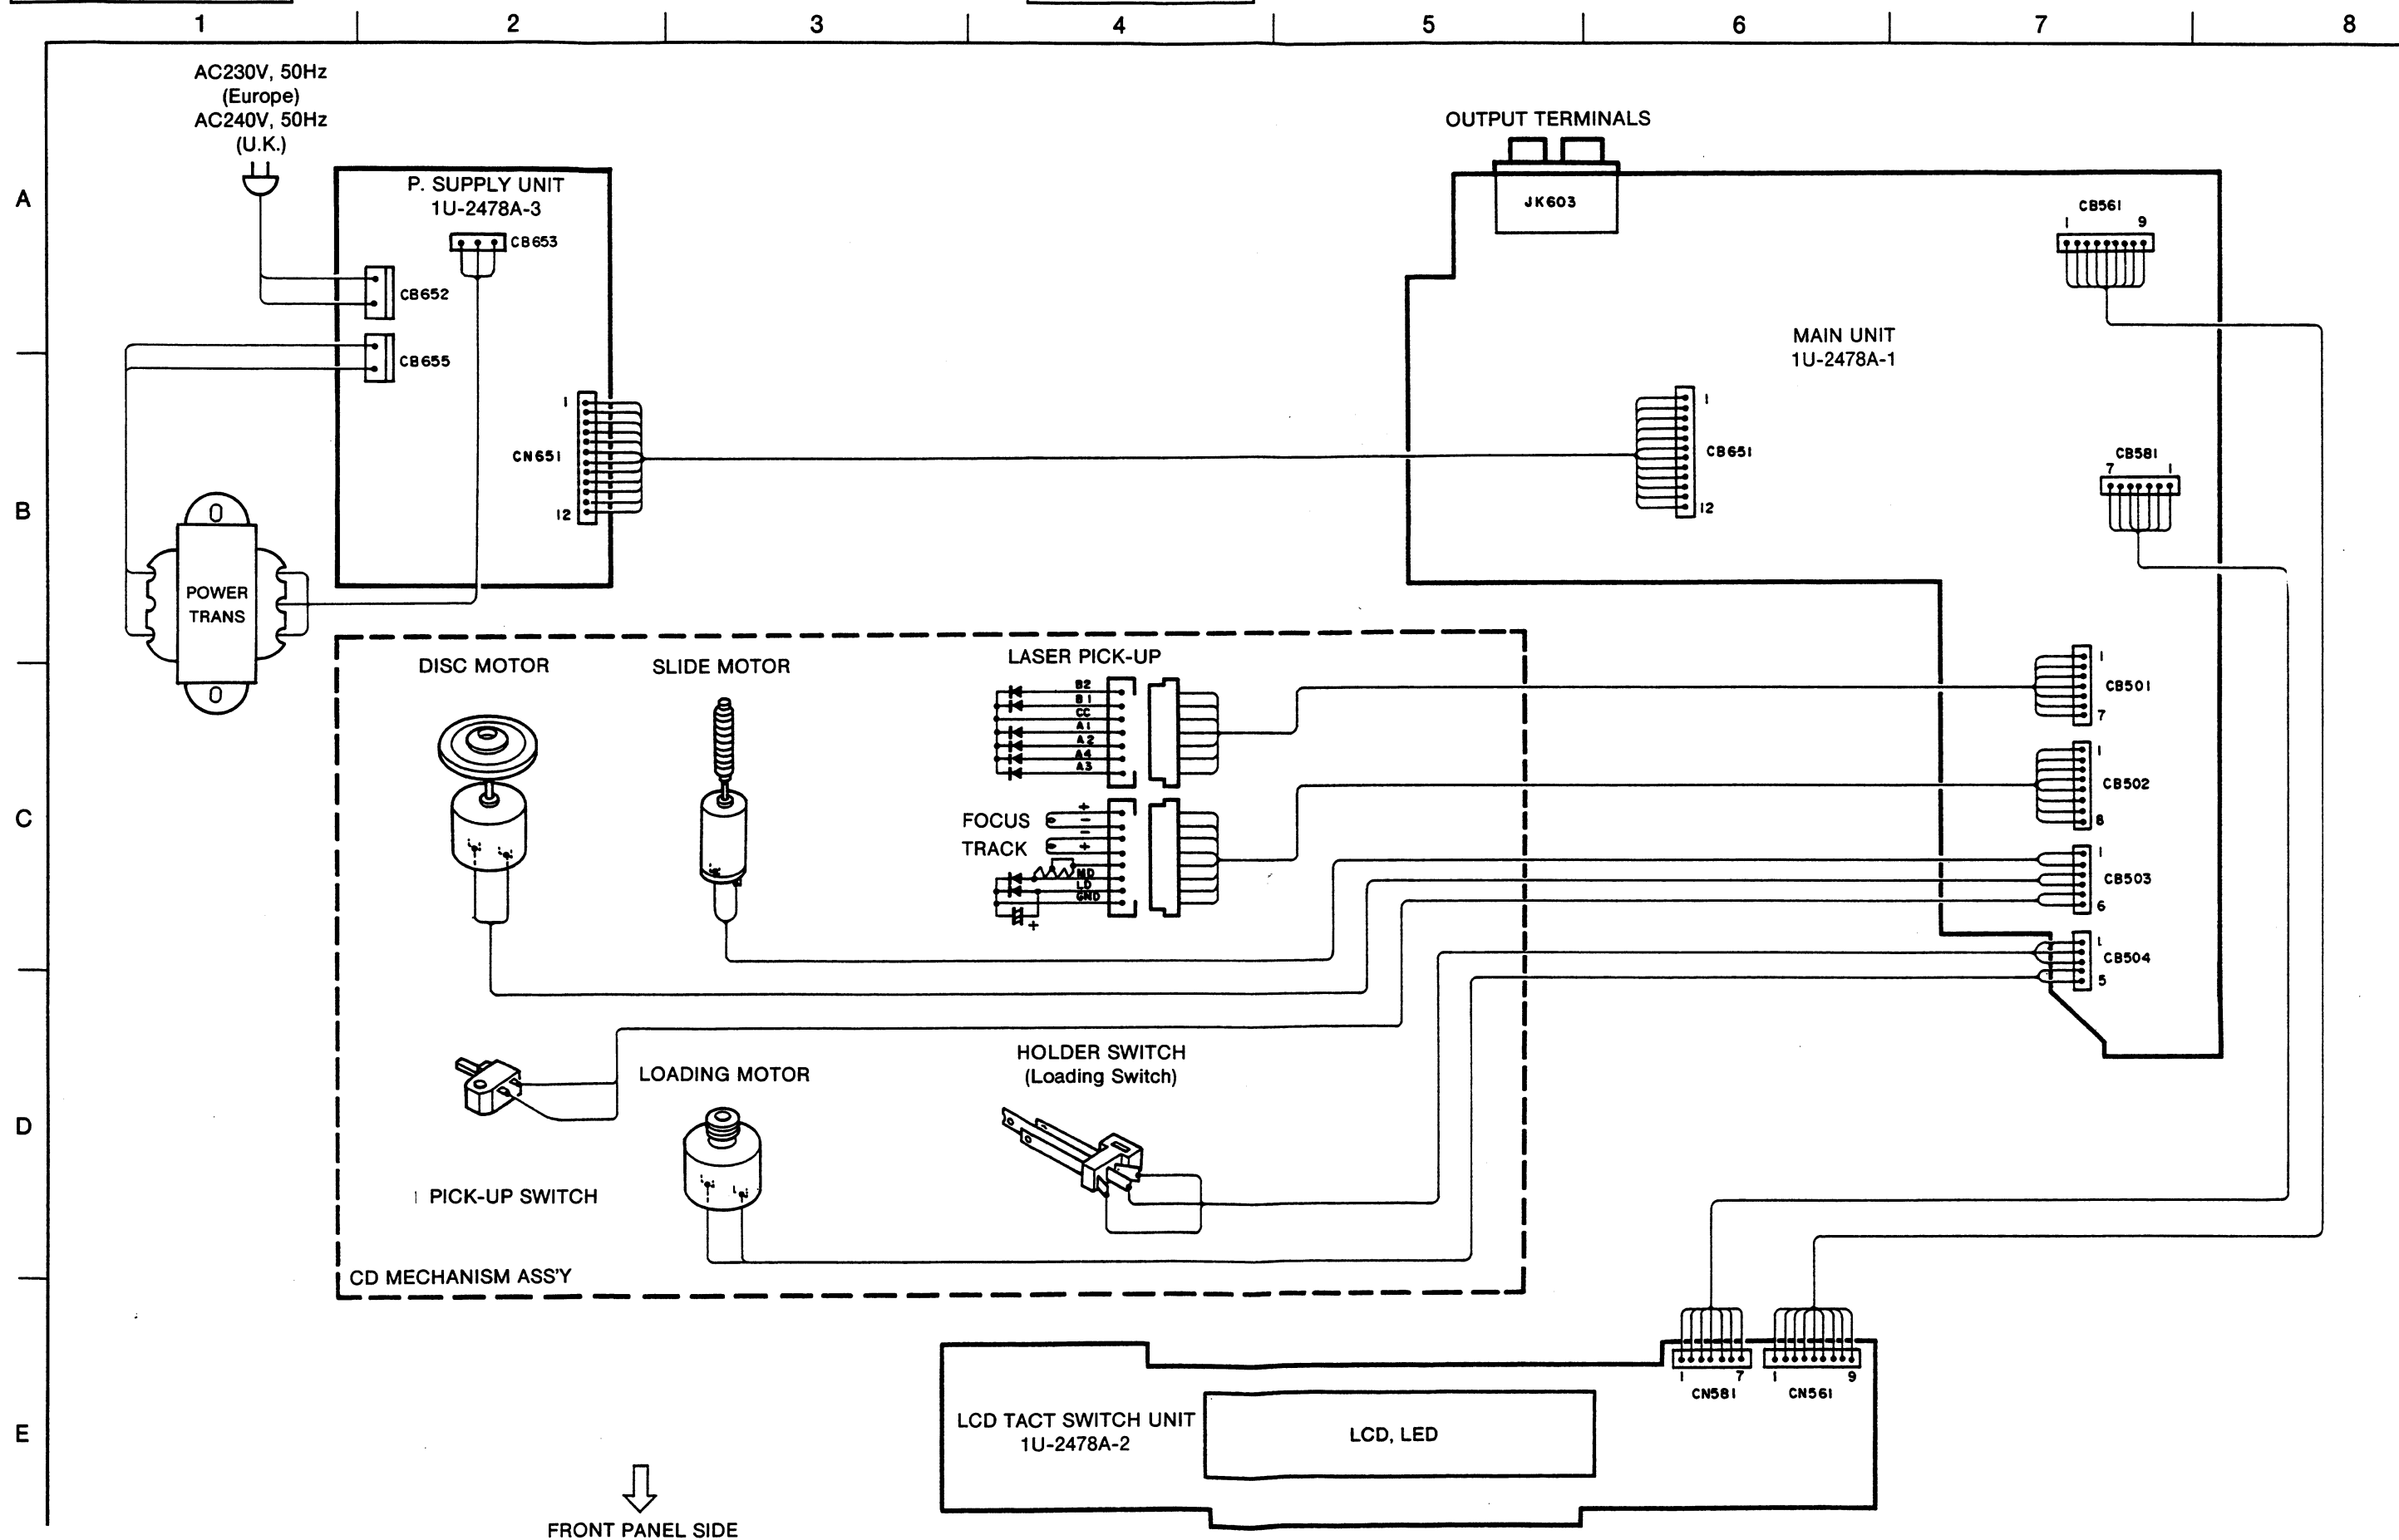 1 2 3 4 5 6 7 8
A
B
C
D
E
AC230V, 50Hz
(Europe)
AC240V, 50Hz
(U.K.)
P. SUPPLY UNIT
1U-2478A-3
CB653
CB652
CB655
1
CN651
12
POWER
TRANS
OUTPUT TERMINALS
JK603
CB561
1 9
MAIN UNIT
1U-2478A-1
1
CB651
12
CB581
7 1
1
CB501
7
1
CB502
8
1
CB503
6
1
CB504
5
DISC MOTOR
SLIDE MOTOR
LASER PICK-UP
B2
B1
CC
A1
A2
A4
A3
FOCUS
+
-
TRACK
-
+
MD
LD
GND
+
LOADING MOTOR
HOLDER SWITCH
(Loading Switch)
PICK-UP SWITCH
CD MECHANISM ASS'Y
1 7
CN581
1 9
CN561
LCD TACT SWITCH UNIT
1U-2478A-2
LCD, LED
FRONT PANEL SIDE